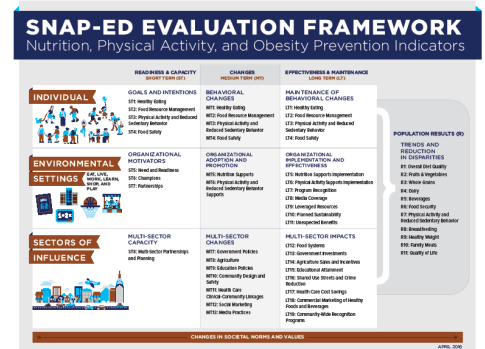 SNAP-ED EVALUATION FRAMEWORK
Nutrition, Physical Activity, and Obesity Prevention Indicators
READINESS & CAPACITY
SHORT TERM (ST)
CHANGES
MEDIUM TERM (MT)
EFFECTIVENESS & MAINTENANCE
LONG TERM (LT)
INDIVIDUAL
GOALS AND INTENTIONS
ST1: Healthy Eating
ST2: Food Resource Management
ST3: Physical Activity and Reduced
Sedentary Behavior
ST4: Food Safety
BEHAVIORAL
CHANGES
MT1: Healthy Eating
MT2: Food Resource Management
MT3: Physical Activity and
Reduced Sedentary Behavior
MT4: Food Safety
MAINTENANCE OF
BEHAVIORAL CHANGES
LT1: Healthy Eating
LT2: Food Resource Management
LT3: Physical Activity and
Reduced Sedentary Behavior
LT4: Food Safety
ENVIRONMENTAL
SETTINGS
EAT, LIVE,
WORK, LEARN,
SHOP, AND
PLAY
ORGANIZATIONAL
MOTIVATORS
ST5: Need and Readiness
ST6: Champions
ST7: Partnerships
ORGANIZATIONAL
ADOPTION AND
PROMOTION
MT5: Nutrition Supports
MT6: Physical Activity and
Reduced Sedentary Behavior
Supports
ORGANIZATIONAL
IMPLEMENTATION AND
EFFECTIVENESS
LT5: Nutrition Supports Implementation
LT6: Physical Activity Supports Implementation
LT7: Program Recognition
LT8: Media Coverage
LT9: Leveraged Resources
LT10: Planned Sustainability
LT11: Unexpected Benefits
SECTORS OF
INFLUENCE
MULTI-SECTOR
CAPACITY
ST8: Multi-Sector Partnerships
and Planning
MULTI-SECTOR
CHANGES
MT7: Government Policies
MT8: Agriculture
MT9: Education Policies
MT10: Community Design and
Safety
MT11: Health Care
Clinical-Community Linkages
MT12: Social Marketing
MT13: Media Practices
MULTI-SECTOR IMPACTS
LT12: Food Systems
LT13: Government Investments
LT14: Agriculture Sales and Incentives
LT15: Educational Attainment
LT16: Shared Use Streets and Crime
Reduction
LT17: Health Care Cost Savings
LT18: Commercial Marketing of Healthy
Foods and Beverages
LT19: Community-Wide Recognition
Programs
POPULATION RESULTS (R)
TRENDS AND
REDUCTION
IN DISPARITIES
R1: Overall Diet Quality
R2: Fruits & Vegetables
R3: Whole Grains
R4: Dairy
R5: Beverages
R6: Food Security
R7: Physical Activity and
Reduced Sedentary Behavior
R8: Breastfeeding
R9: Healthy Weight
R10: Family Meals
R11: Quality of Life
CHANGES IN SOCIETAL NORMS AND VALUES
APRIL 2016